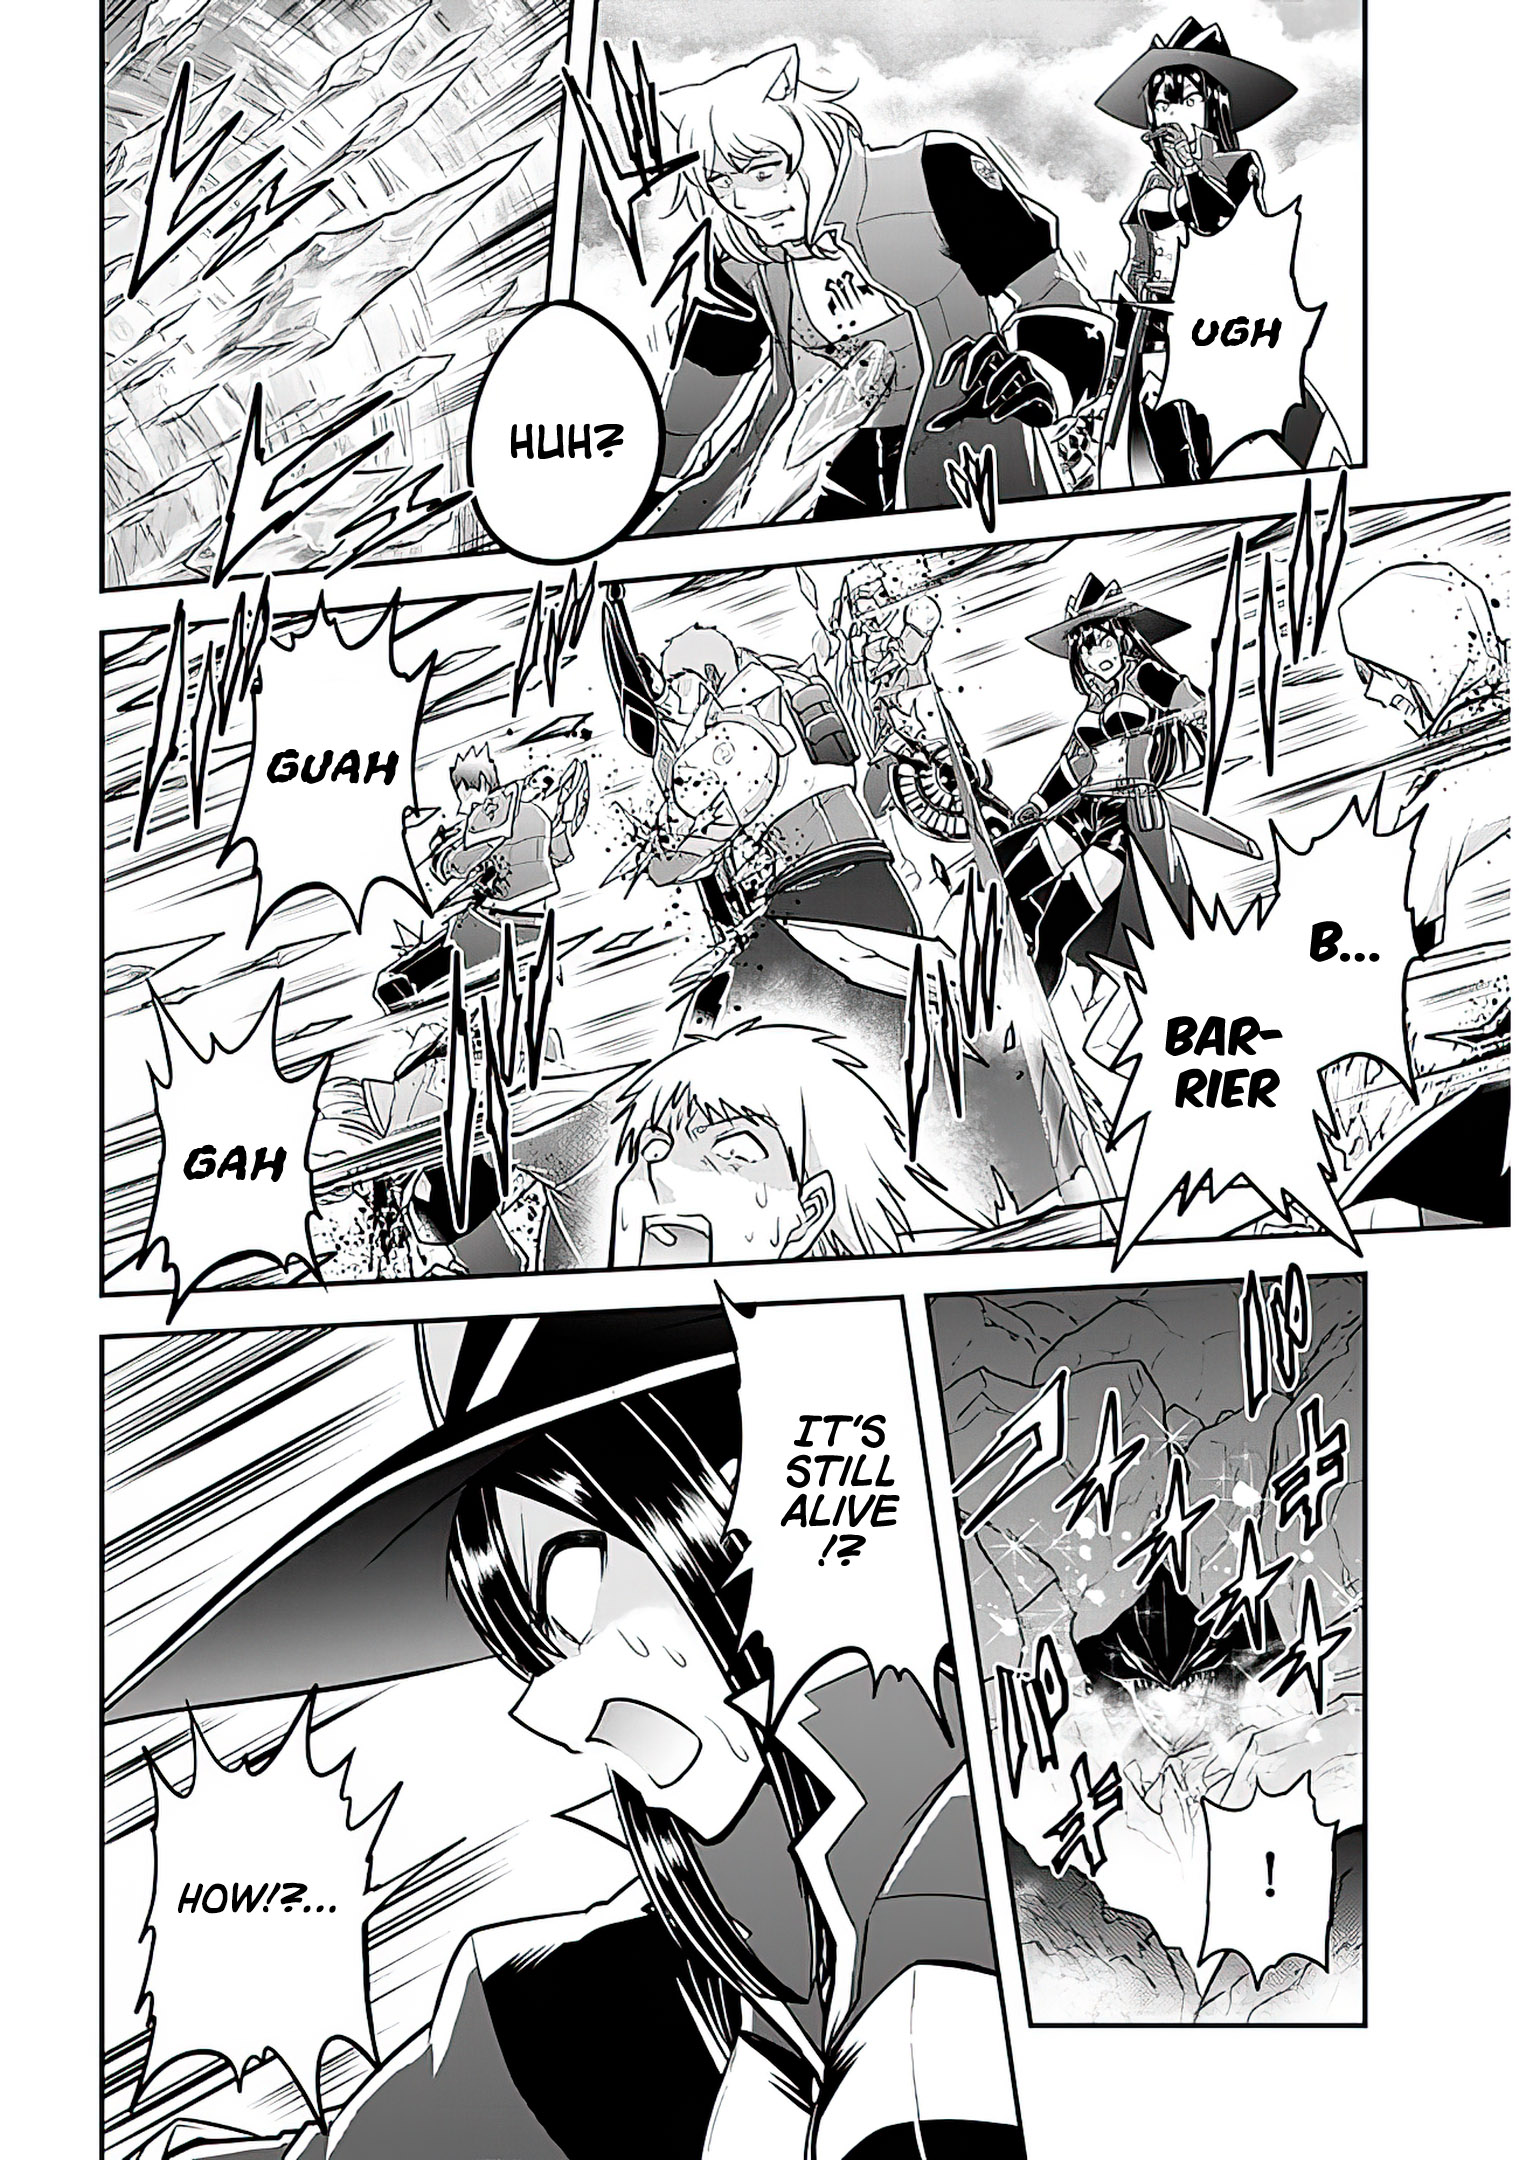 UGH
HUH?
B...
BAR-
RIER
GUAH
GAH
!
IT'S
STILL
ALIVE
!?
HOW!?...